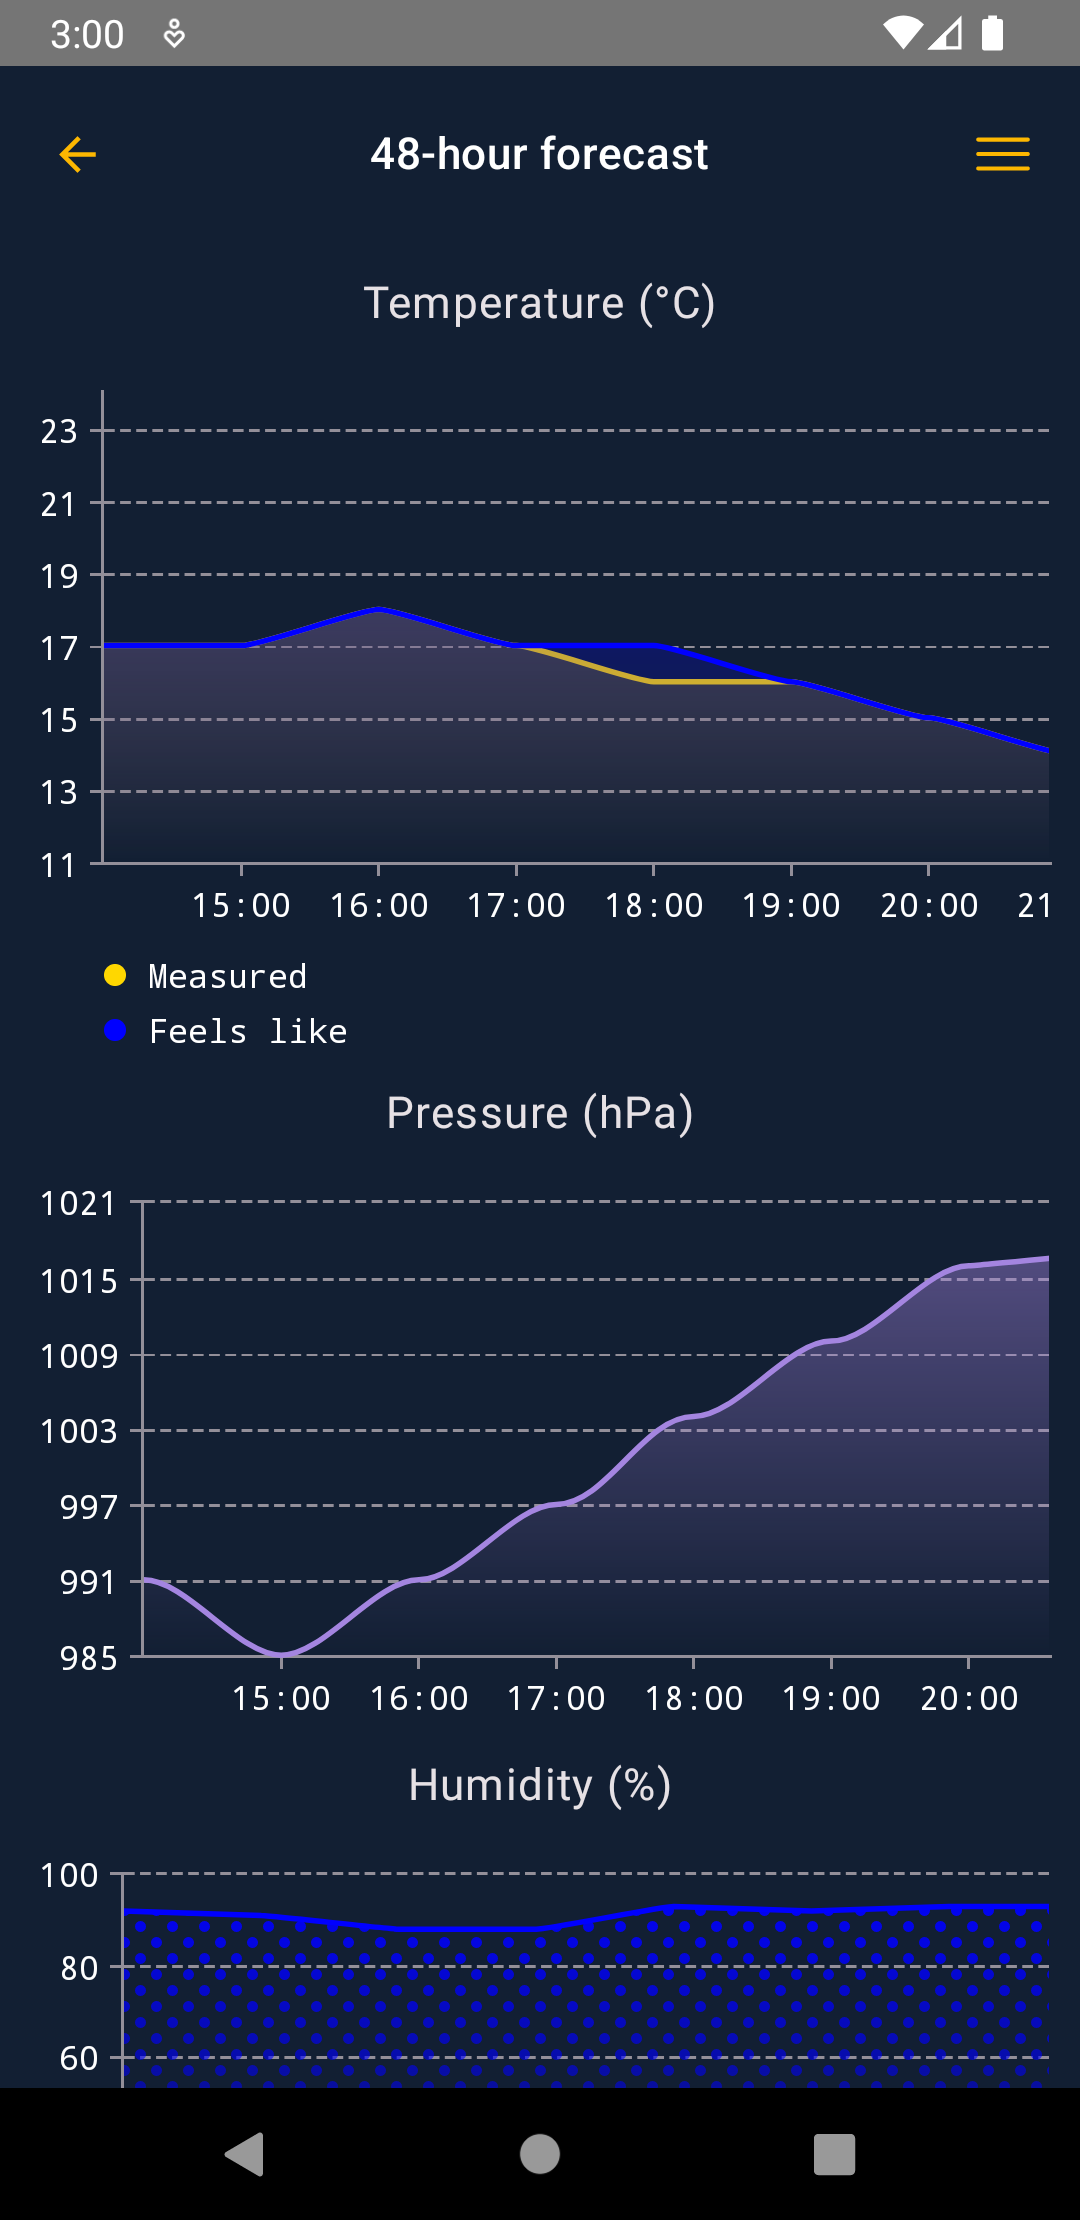 3:00
48-hour forecast
Temperature (°C)
23
21
19
17
15
13
11
15:00 16:00 17:00 18:00 19:00 20:00 21
Measured
Feels like
Pressure (hPa)
1021
1015
1009
1003
997
991
985
15:00 16:00 17:00 18:00 19:00 20:00
Humidity (%)
100
80
60